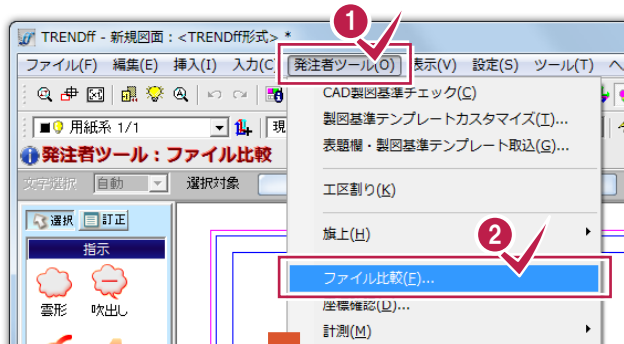 TRENDff - 新規図面 : <TRENDff形式> *
1
ファイル(F) 編集(E) 挿入(I) 入力(C) 発注者ツール(O) 表示(V) 設定(S) ツール(T)
CAD製図基準チェック(C)
製図基準テンプレートカスタマイズ(I)...
表題欄・製図基準テンプレート取込(G)...
工区割り(K)
旗上(H)
2
ファイル比較(F)...
座標確認(D)...
計測(M)
用紙系 1/1
現
発注者ツール：ファイル比較
文字選択 自動 選択対象
選択 訂正
指示
雲形 吹出し